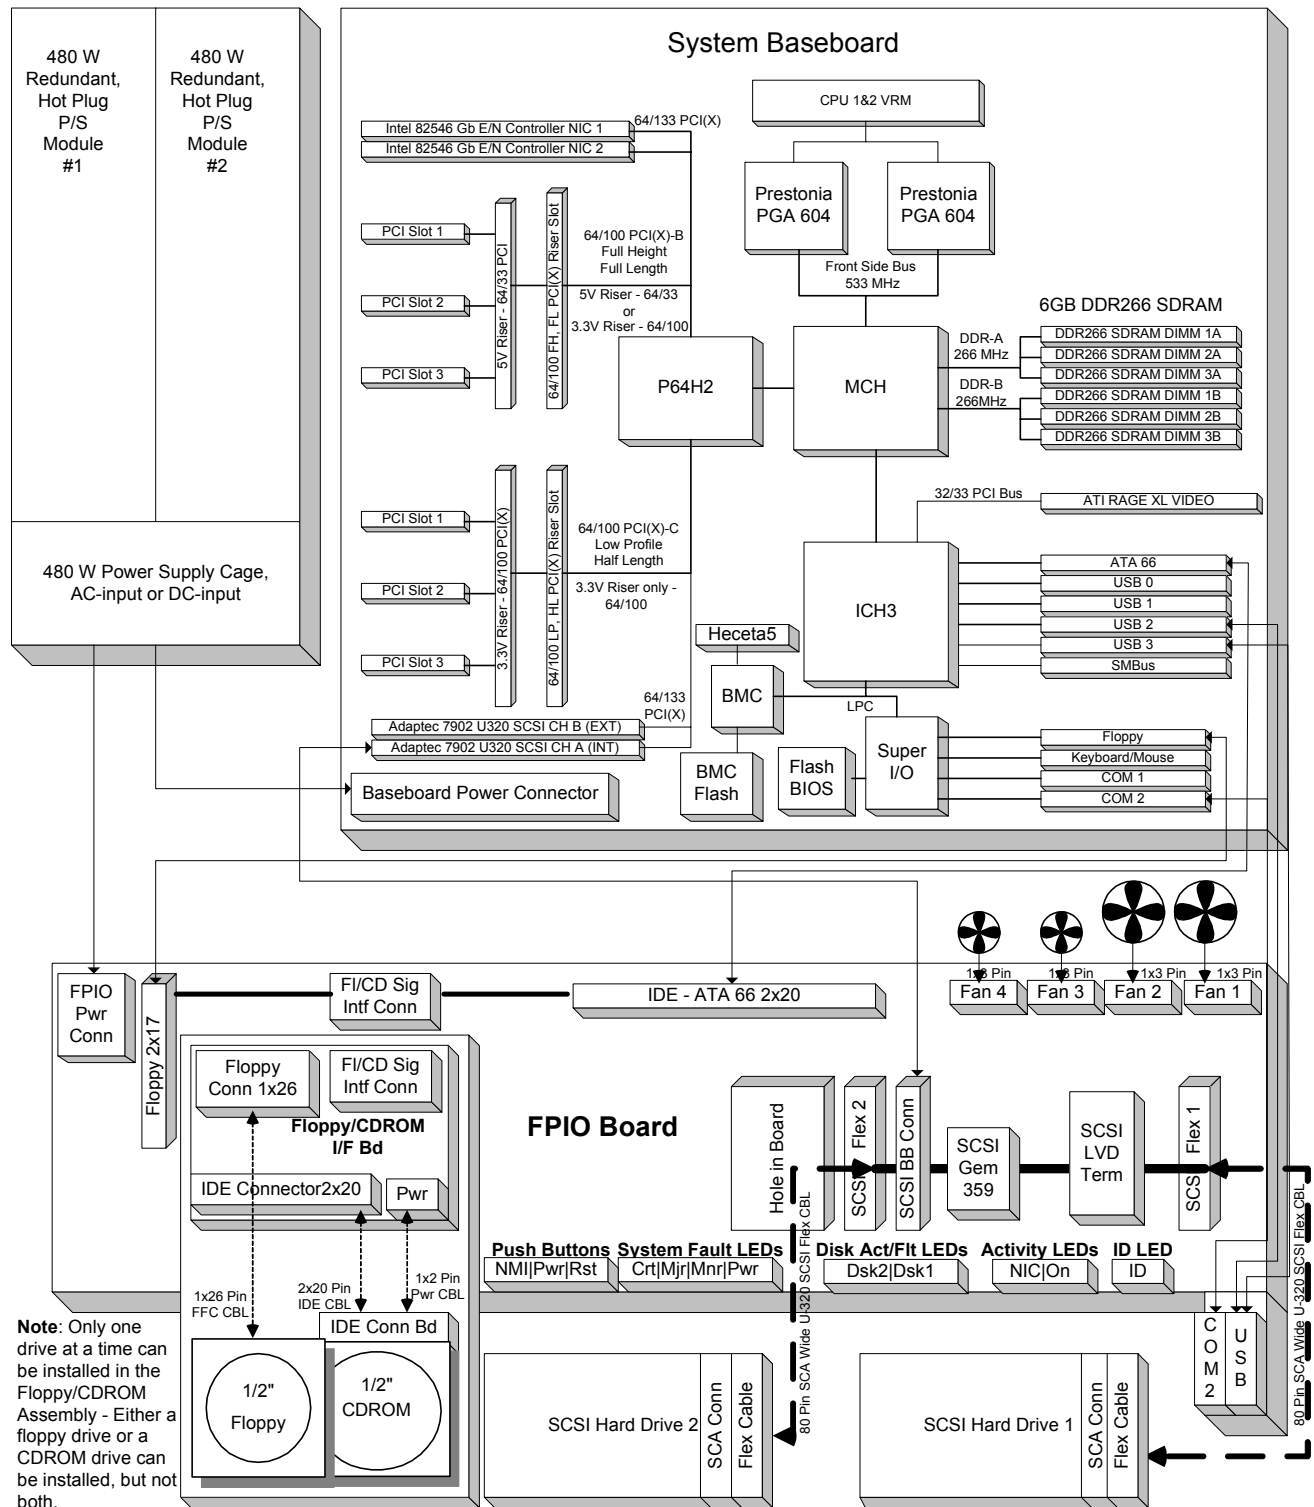 System Baseboard
480 W
Redundant,
Hot Plug
P/S
Module
#1
480 W
Redundant,
Hot Plug
P/S
Module
#2
480 W Power Supply Cage,
AC-input or DC-input
CPU 1&2 VRM
Intel 82546 Gb E/N Controller NIC 1
Intel 82546 Gb E/N Controller NIC 2
64/133 PCI(X)
Prestonia
PGA 604
Prestonia
PGA 604
Front Side Bus
533 MHz
PCI Slot 1
PCI Slot 2
PCI Slot 3
5V Riser - 64/33 PCI
64/100 FH, FL PCI(X) Riser Slot
64/100 PCI(X)-B
Full Height
Full Length
5V Riser - 64/33
or
3.3V Riser - 64/100
P64H2
MCH
6GB DDR266 SDRAM
DDR-A
266 MHz
DDR-B
266MHz
DDR266 SDRAM DIMM 1A
DDR266 SDRAM DIMM 2A
DDR266 SDRAM DIMM 3A
DDR266 SDRAM DIMM 1B
DDR266 SDRAM DIMM 2B
DDR266 SDRAM DIMM 3B
PCI Slot 1
PCI Slot 2
PCI Slot 3
3.3V Riser - 64/100 PCI(X)
64/100 LP, HL PCI(X) Riser Slot
64/100 PCI(X)-C
Low Profile
Half Length
3.3V Riser only -
64/100
32/33 PCI Bus
ATI RAGE XL VIDEO
ICH3
ATA 66
USB 0
USB 1
USB 2
USB 3
SMBus
Heceta5
BMC
LPC
64/133
PCI(X)
Adaptec 7902 U320 SCSI CH B (EXT)
Adaptec 7902 U320 SCSI CH A (INT)
Baseboard Power Connector
BMC
Flash
Flash
BIOS
Super
I/O
Floppy
Keyboard/Mouse
COM 1
COM 2
1x3 Pin
1x3 Pin
1x3 Pin
1x3 Pin
Fan 4
Fan 3
Fan 2
Fan 1
FPIO
Pwr
Conn
Floppy 2x17
Fl/CD Sig
Intf Conn
IDE - ATA 66 2x20
Floppy
Conn 1x26
Fl/CD Sig
Intf Conn
Floppy/CDROM
I/F Bd
IDE Connector2x20
Pwr
FPIO Board
Hole in Board
SCSI Flex 2
SCSI BB Conn
SCSI
Gem
359
SCSI
LVD
Term
SCSI Flex 1
Push Buttons
NMI|Pwr|Rst
System Fault LEDs
Crt|Mjr|Mnr|Pwr
Disk Act/Flt LEDs
Dsk2|Dsk1
Activity LEDs
NIC|On
ID LED
ID
1x26 Pin
FFC CBL
2x20 Pin
IDE CBL
1x2 Pin
Pwr CBL
IDE Conn Bd
1/2"
Floppy
1/2"
CDROM
Note: Only one
drive at a time can
be installed in the
Floppy/CDROM
Assembly - Either a
floppy drive or a
CDROM drive can
be installed, but not
both.
SCSI Hard Drive 2
SCA Conn
Flex Cable
80 Pin SCA Wide U-320 SCSI Flex CBL
SCSI Hard Drive 1
SCA Conn
Flex Cable
COM2
USB
80 Pin SCA Wide U-320 SCSI Flex CBL